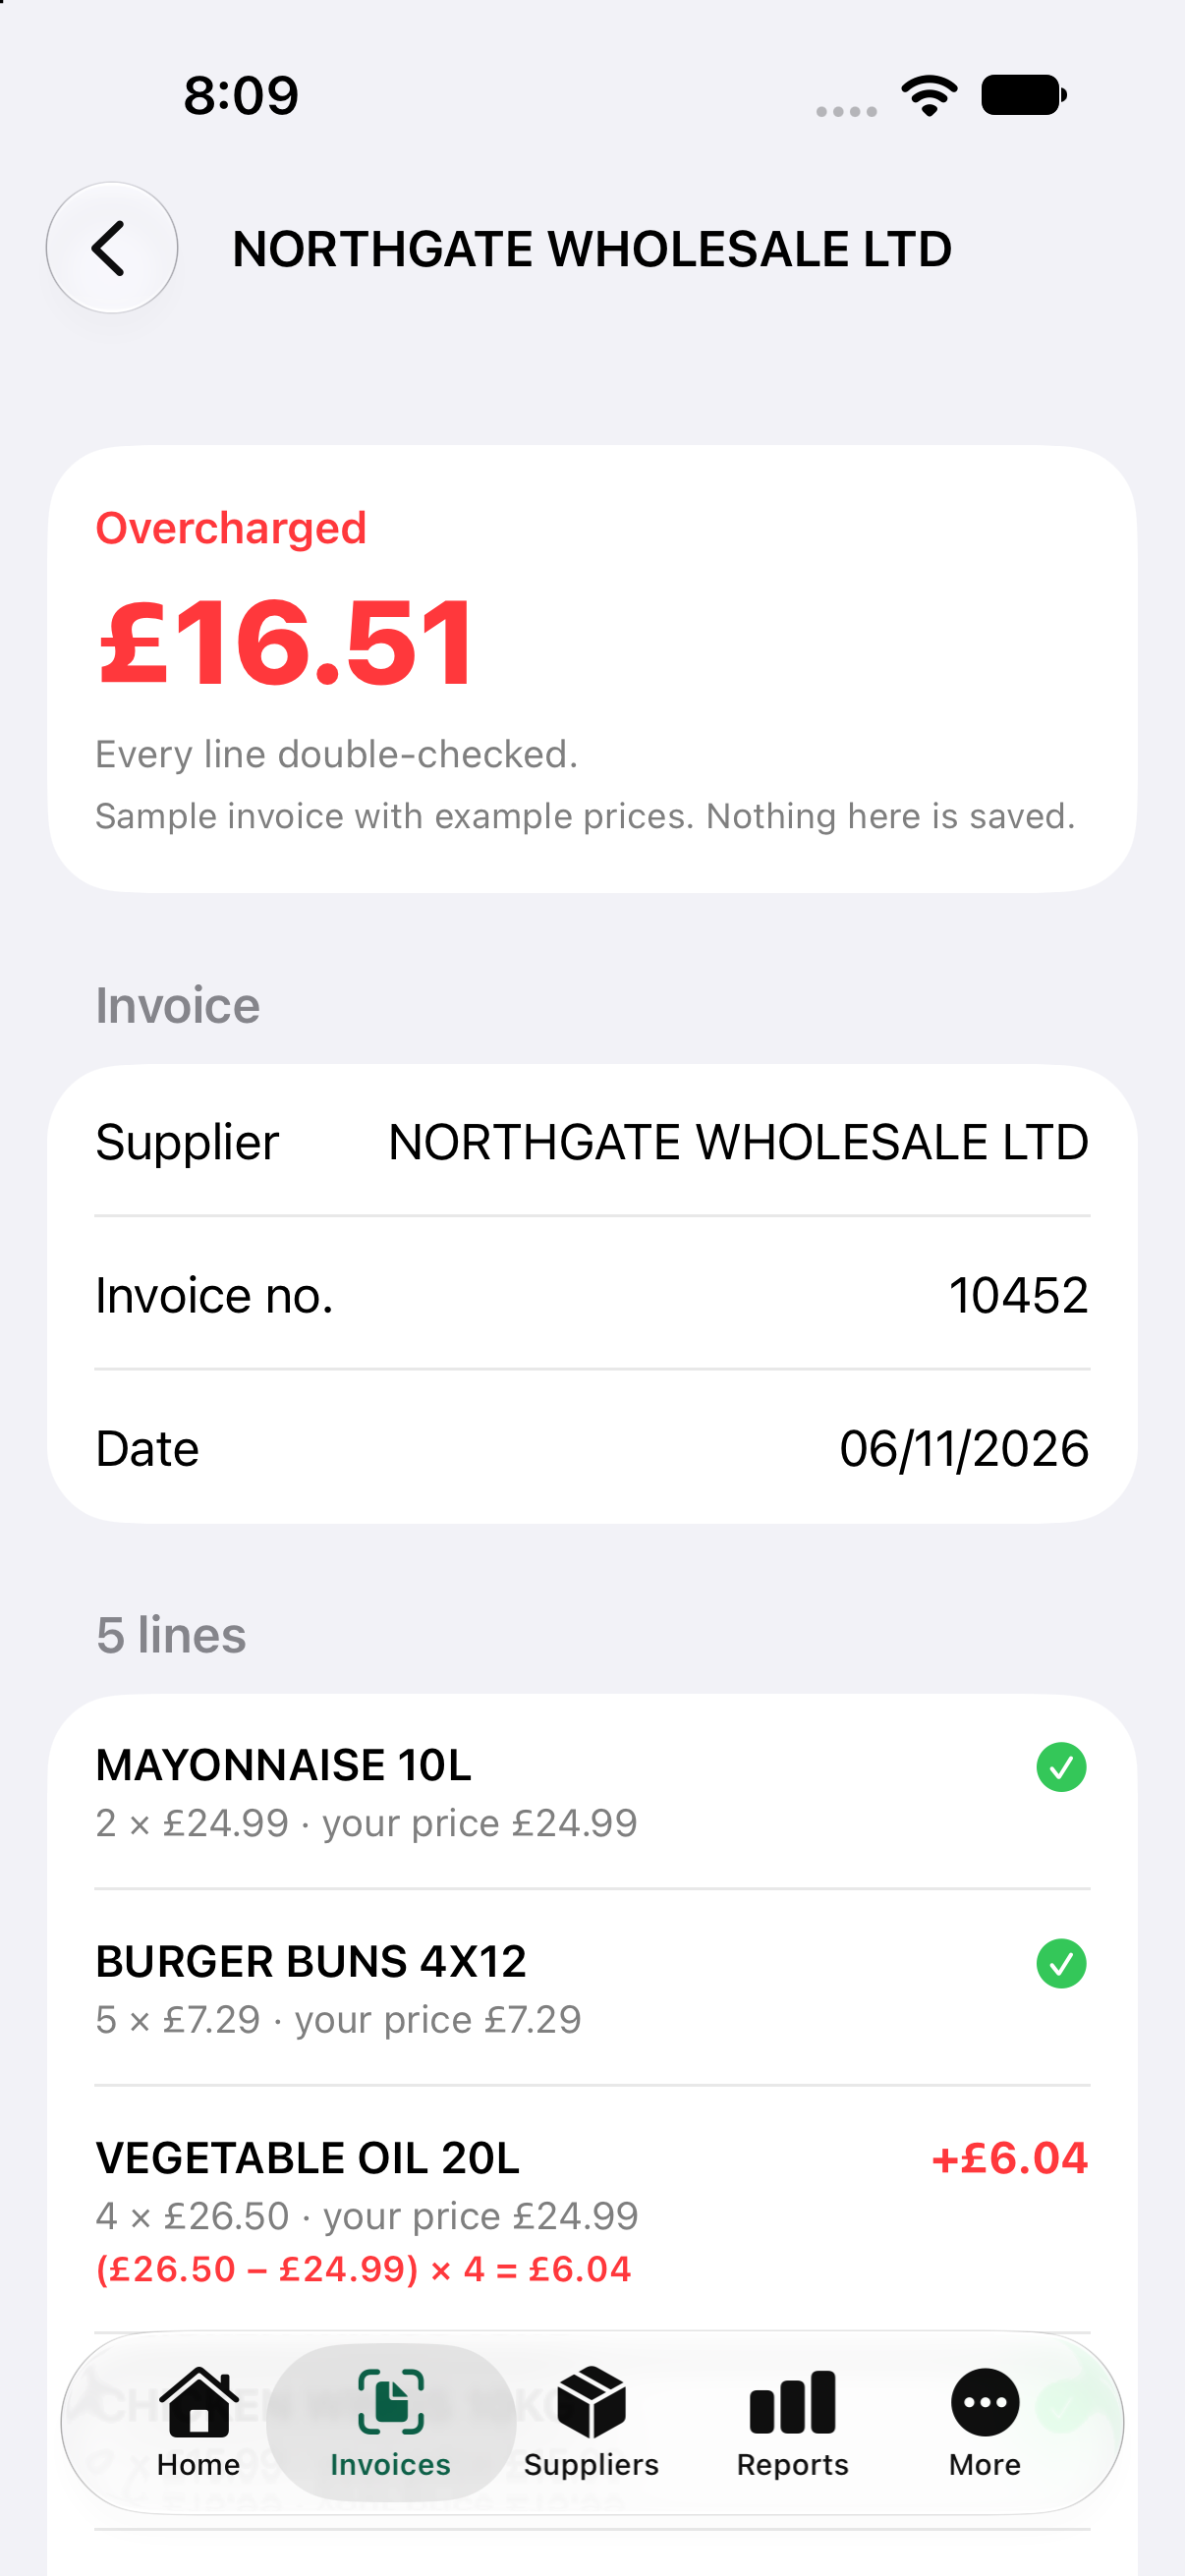 8:09
NORTHGATE WHOLESALE LTD
Overcharged
£16.51
Every line double-checked.
Sample invoice with example prices. Nothing here is saved.
Invoice
Supplier NORTHGATE WHOLESALE LTD
Invoice no. 10452
Date 06/11/2026
5 lines
MAYONNAISE 10L
2 × £24.99 · your price £24.99
BURGER BUNS 4X12
5 × £7.29 · your price £7.29
VEGETABLE OIL 20L +£6.04
4 × £26.50 · your price £24.99
(£26.50 – £24.99) × 4 = £6.04
Home Invoices Suppliers Reports More